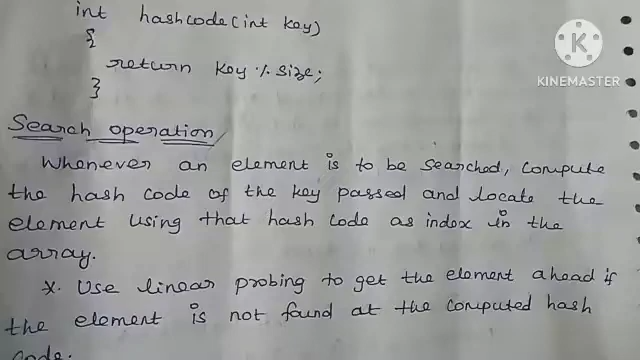 int hashcode(int key)
{
return key % size;
}
KINEMASTER
Search operation
Whenever an element is to be searched, compute
the hash code of the key passed and locate the
element using that hash code as index in the
array.
*. Use linear probing to get the element ahead if
the element is not found at the computed hash
code.